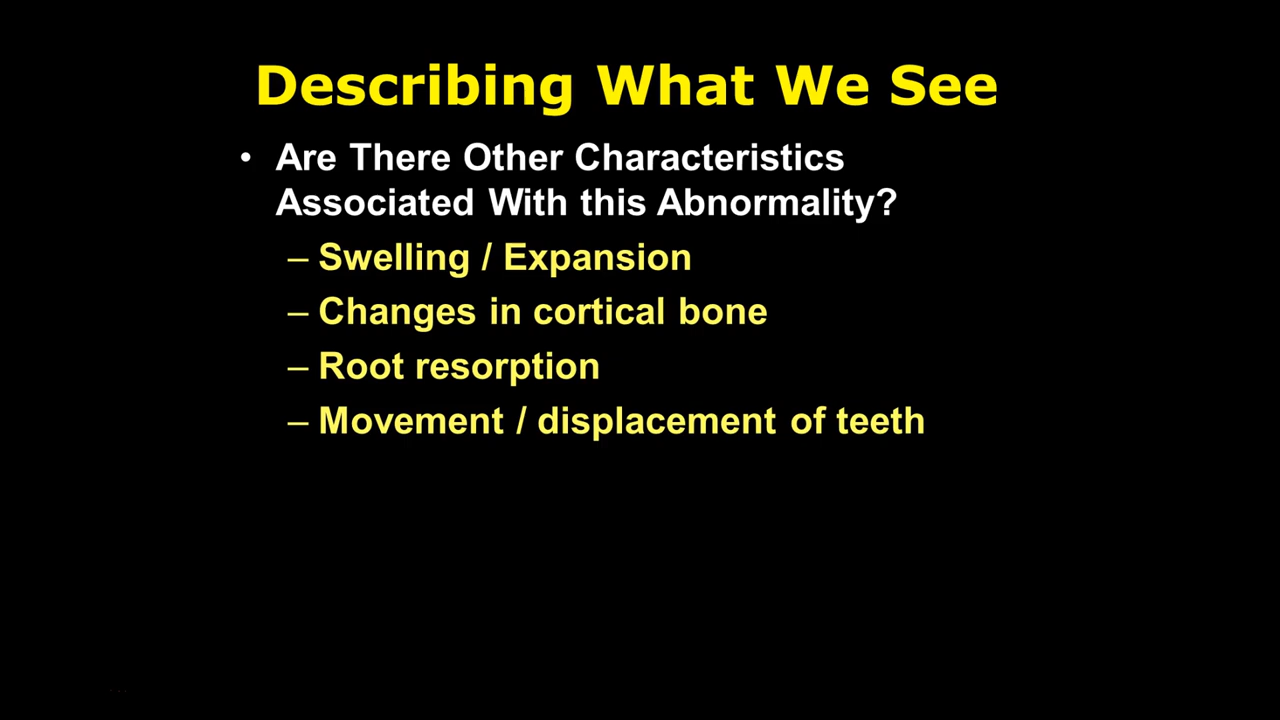 Describing What We See
• Are There Other Characteristics
Associated With this Abnormality?
– Swelling / Expansion
– Changes in cortical bone
– Root resorption
– Movement / displacement of teeth